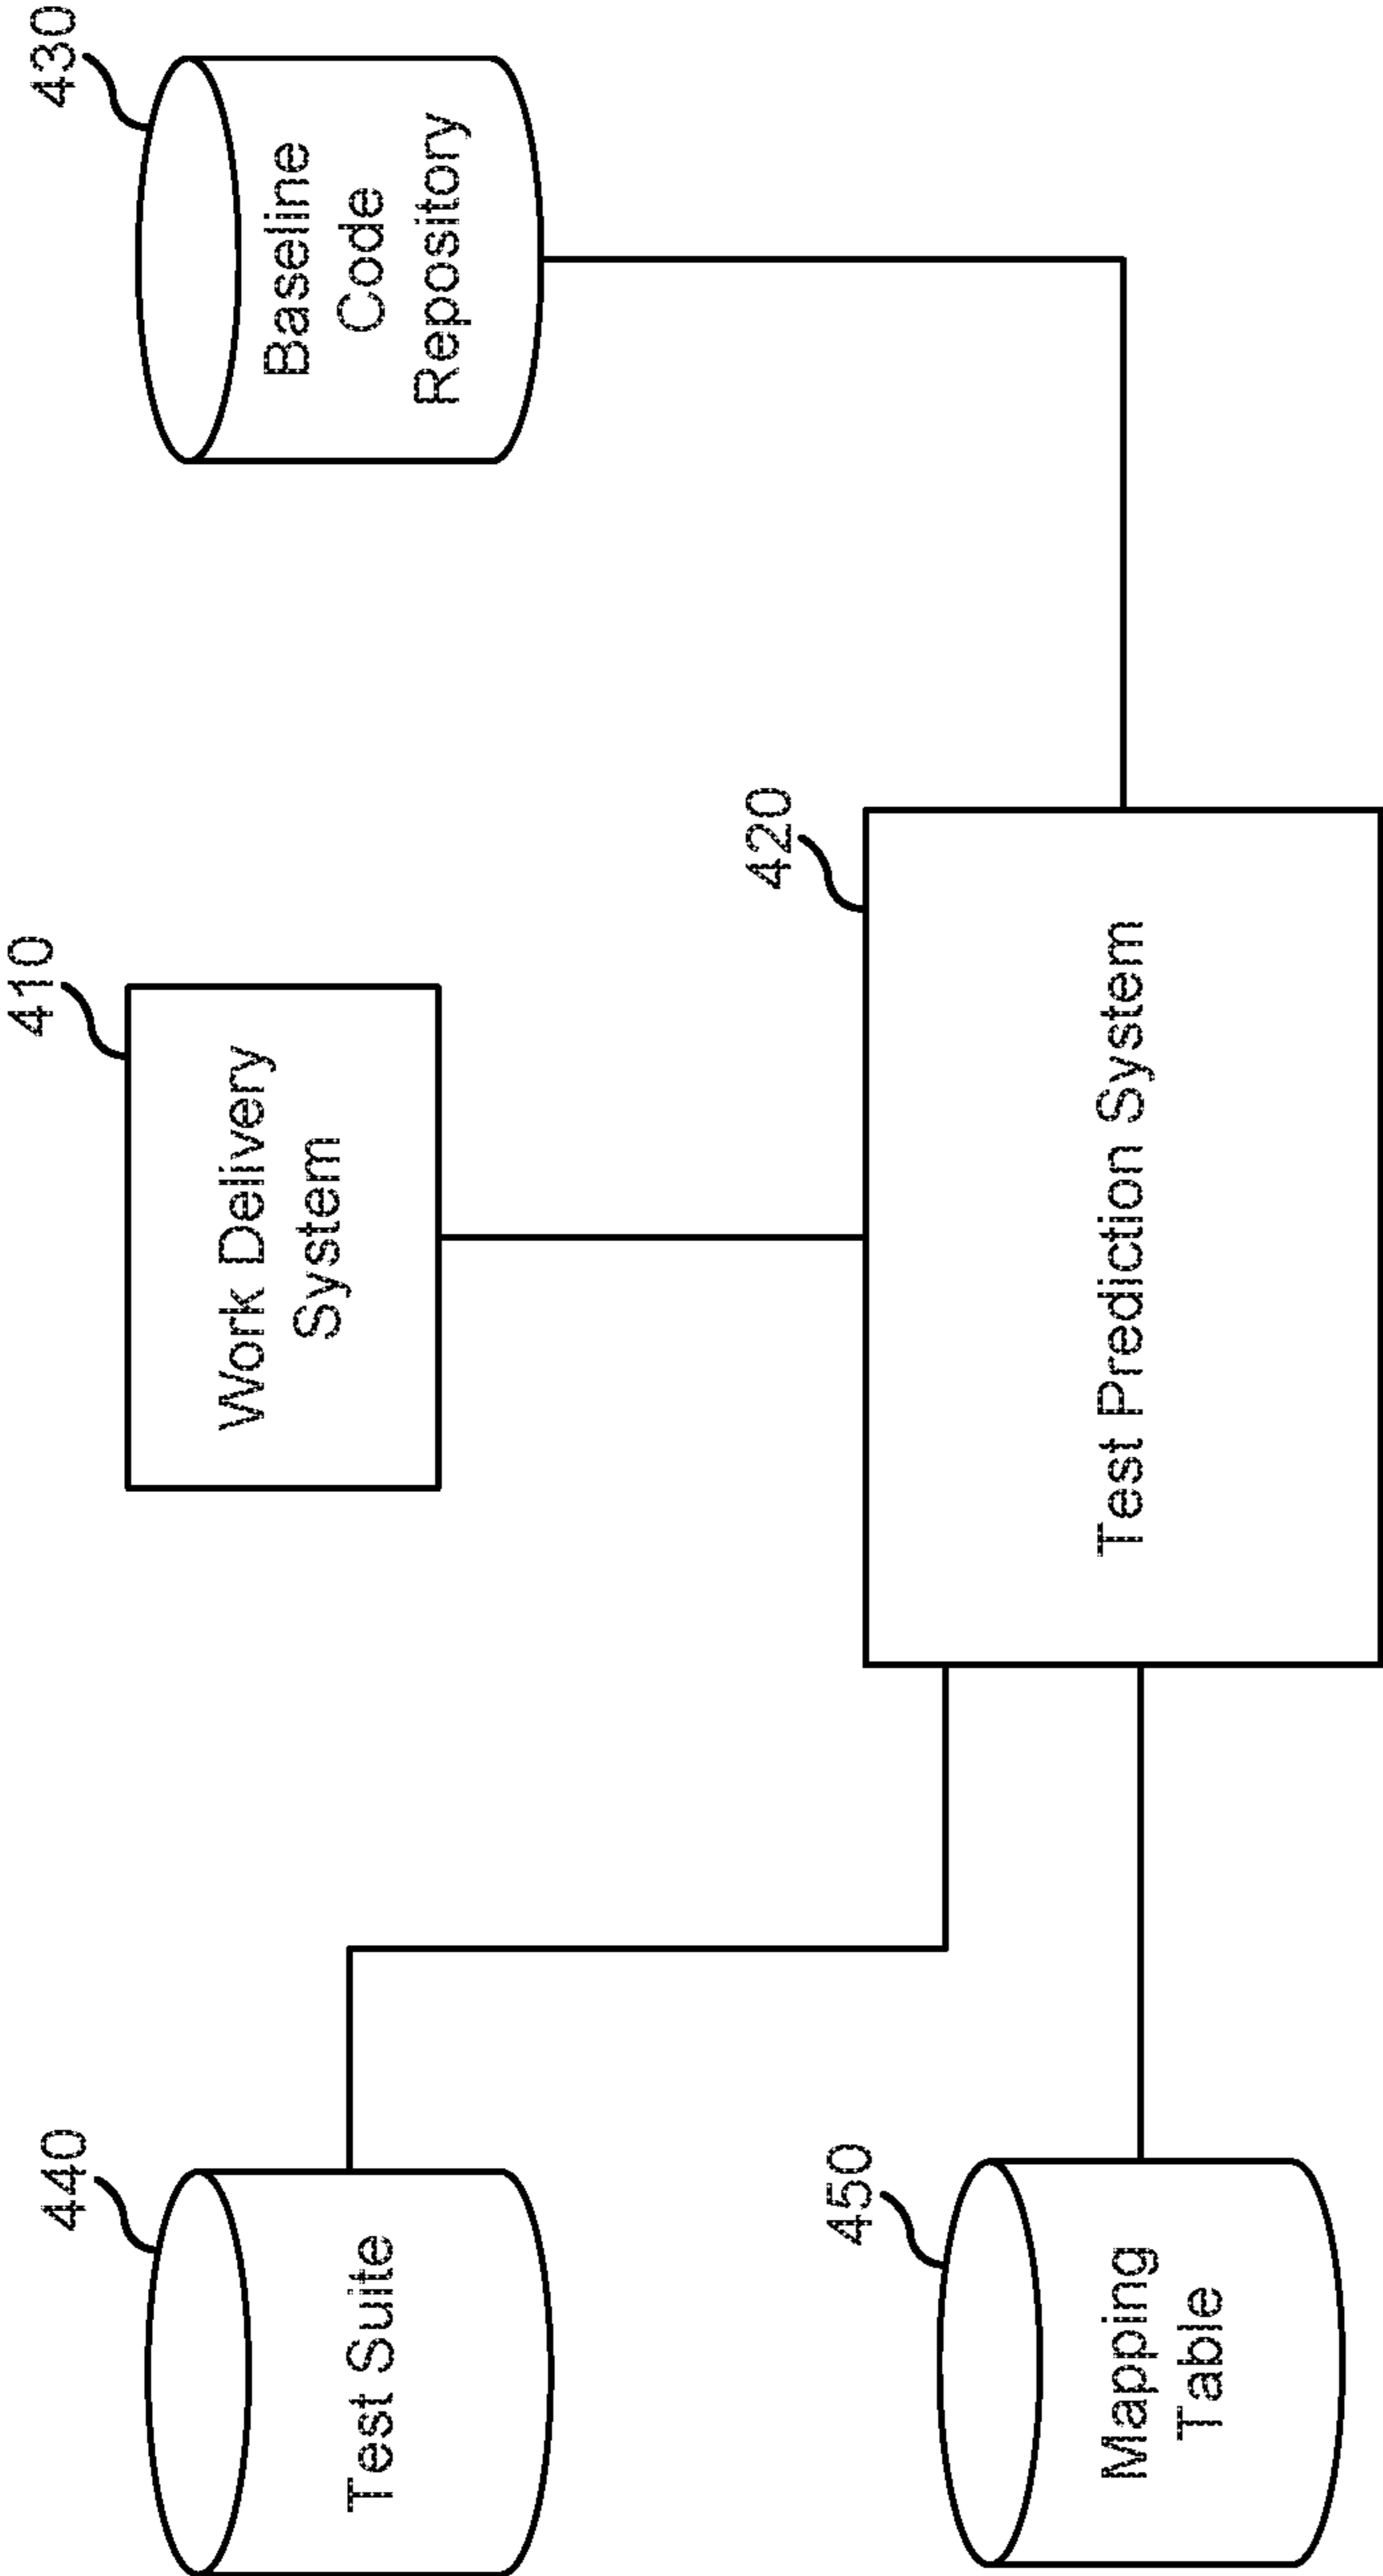 440
Test Suite
450
Mapping
Table
410
Work Delivery
System
420
Test Prediction System
430
Baseline
Code
Repository